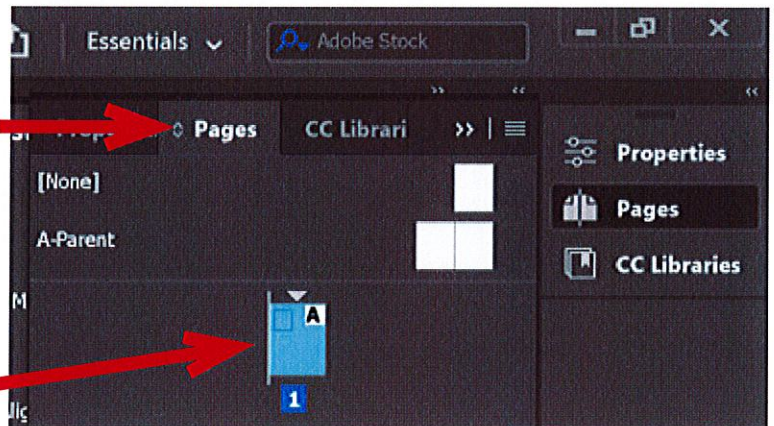 Essentials
Adobe Stock
Pages
CC Librari
[None]
A-Parent
A
1
Properties
Pages
CC Libraries